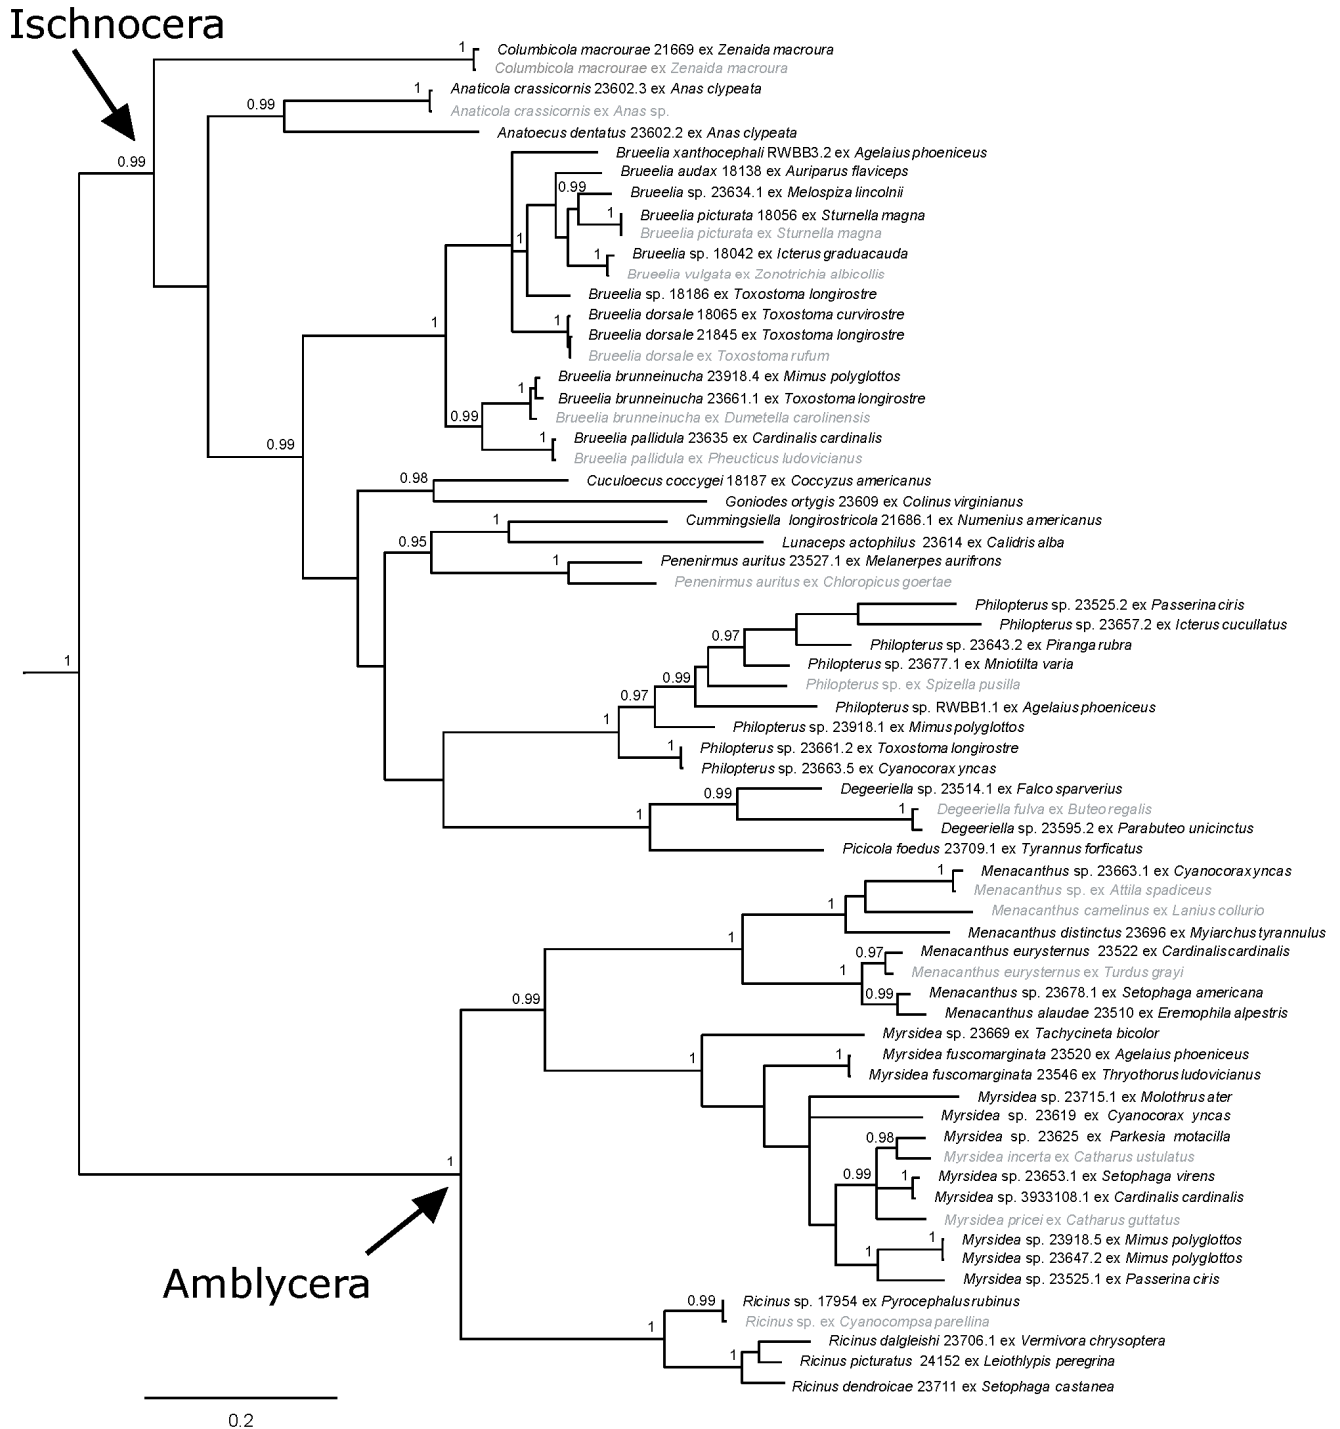 Ischnocera
1
Columbicola macrourae 21669 ex Zenaida macroura
Columbicola macrourae ex Zenaida macroura
1
Anaticola crassicornis 23602.3 ex Anas clypeata
0.99
Anaticola crassicornis ex Anas sp.
Anatoecus dentatus 23602.2 ex Anas clypeata
0.99
Brueelia xanthocephali RWBB3.2 ex Agelaius phoeniceus
Brueelia audax 18138 ex Auriparus flaviceps
0.99
Brueelia sp. 23634.1 ex Melospiza lincolnii
1
Brueelia picturata 18056 ex Sturnella magna
Brueelia picturata ex Sturnella magna
1
1
Brueelia sp. 18042 ex Icterus graduacauda
Brueelia vulgata ex Zonotrichia albicollis
Brueelia sp. 18186 ex Toxostoma longirostre
1
1
Brueelia dorsale 18065 ex Toxostoma curvirostre
Brueelia dorsale 21845 ex Toxostoma longirostre
Brueelia dorsale ex Toxostoma rufum
Brueelia brunneinucha 23918.4 ex Mimus polyglottos
1
Brueelia brunneinucha 23661.1 ex Toxostoma longirostre
0.99
Brueelia brunneinucha ex Dumetella carolinensis
1
Brueelia pallidula 23635 ex Cardinalis cardinalis
0.99
Brueelia pallidula ex Pheucticus ludovicianus
0.98
Cuculoecus coccygei 18187 ex Coccyzus americanus
Goniodes ortygis 23609 ex Colinus virginianus
1
Cummingsiella longirostricola 21686.1 ex Numenius americanus
0.95
Lunaceps actophilus 23614 ex Calidris alba
1
Penenirmus auritus 23527.1 ex Melanerpes aurifrons
Penenirmus auritus ex Chloropicus goertae
Philopterus sp. 23525.2 ex Passerina ciris
Philopterus sp. 23657.2 ex Icterus cucullatus
0.97
Philopterus sp. 23643.2 ex Piranga rubra
1
Philopterus sp. 23677.1 ex Mniotilta varia
0.99
Philopterus sp. ex Spizella pusilla
0.97
Philopterus sp. RWBB1.1 ex Agelaius phoeniceus
1
Philopterus sp. 23918.1 ex Mimus polyglottos
1
Philopterus sp. 23661.2 ex Toxostoma longirostre
Philopterus sp. 23663.5 ex Cyanocorax yncas
0.99
Degeeriella sp. 23514.1 ex Falco sparverius
1
1
Degeeriella fulva ex Buteo regalis
Degeeriella sp. 23595.2 ex Parabuteo unicinctus
Picicola foedus 23709.1 ex Tyrannus forficatus
1
Menacanthus sp. 23663.1 ex Cyanocorax yncas
Menacanthus sp. ex Attila spadiceus
1
Menacanthus camelinus ex Lanius collurio
1
Menacanthus distinctus 23696 ex Myiarchus tyrannulus
0.97
Menacanthus eurysternus 23522 ex Cardinalis cardinalis
1
Menacanthus eurysternus ex Turdus grayi
0.99
0.99
Menacanthus sp. 23678.1 ex Setophaga americana
Menacanthus alaudae 23510 ex Eremophila alpestris
Myrsidea sp. 23669 ex Tachycineta bicolor
1
1
Myrsidea fuscomarginata 23520 ex Agelaius phoeniceus
Myrsidea fuscomarginata 23546 ex Thryothorus ludovicianus
Myrsidea sp. 23715.1 ex Molothrus ater
Myrsidea sp. 23619 ex Cyanocorax yncas
0.98
Myrsidea sp. 23625 ex Parkesia motacilla
1
Myrsidea incerta ex Catharus ustulatus
0.99
1
Myrsidea sp. 23653.1 ex Setophaga virens
Myrsidea sp. 3933108.1 ex Cardinalis cardinalis
Myrsidea pricei ex Catharus guttatus
1
Myrsidea sp. 23918.5 ex Mimus polyglottos
1
Myrsidea sp. 23647.2 ex Mimus polyglottos
Amblycera
Myrsidea sp. 23525.1 ex Passerina ciris
0.99
Ricinus sp. 17954 ex Pyrocephalus rubinus
1
Ricinus sp. ex Cyanocompsa parellina
Ricinus dalgleishi 23706.1 ex Vermivora chrysoptera
1
Ricinus picturatus 24152 ex Leiothlypis peregrina
Ricinus dendroicae 23711 ex Setophaga castanea
0.2